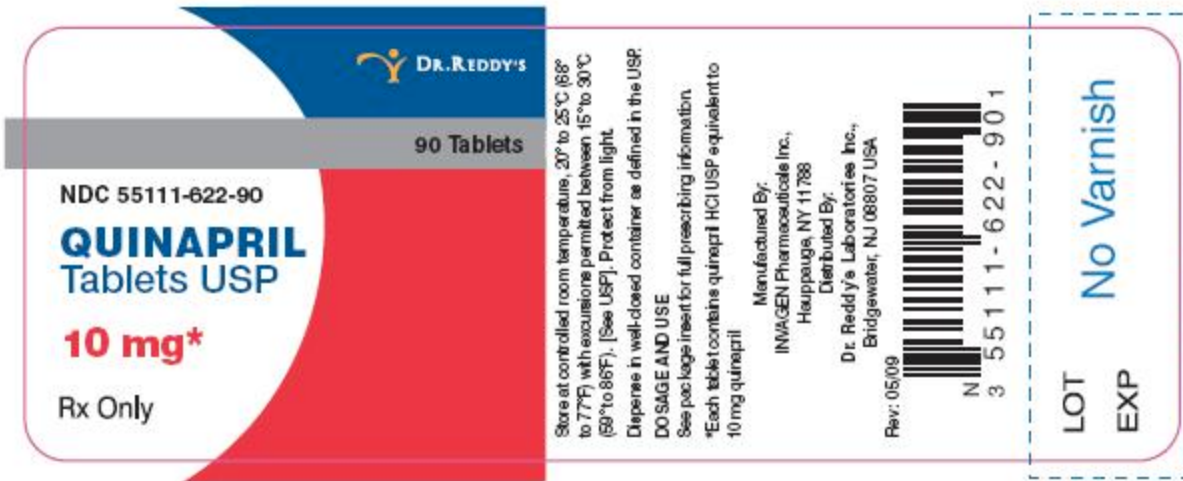 DR.REDDY'S
90 Tablets
NDC 55111-622-90
QUINAPRIL
Tablets USP
10 mg*
Rx Only
Store at controlled room temperature, 20° to 25°C (68°
to 77°F) with excursions permitted between 15° to 30°C
(59° to 86°F). [See USP]. Protect from light.
Dispense in well-closed container as defined in the USP.
DOSAGE AND USE
See package insert for full prescribing information.
*Each tablet contains quinapril HCl USP equivalent to
10 mg quinapril
Manufactured By:
INVAGEN Pharmaceuticals Inc.,
Hauppauge, NY 11788
Distributed By:
Dr. Reddy's Laboratories Inc.,
Bridgewater, NJ 08807 USA
Rev: 05/09
N
3 55111-622-90 1
No Varnish
LOT
EXP